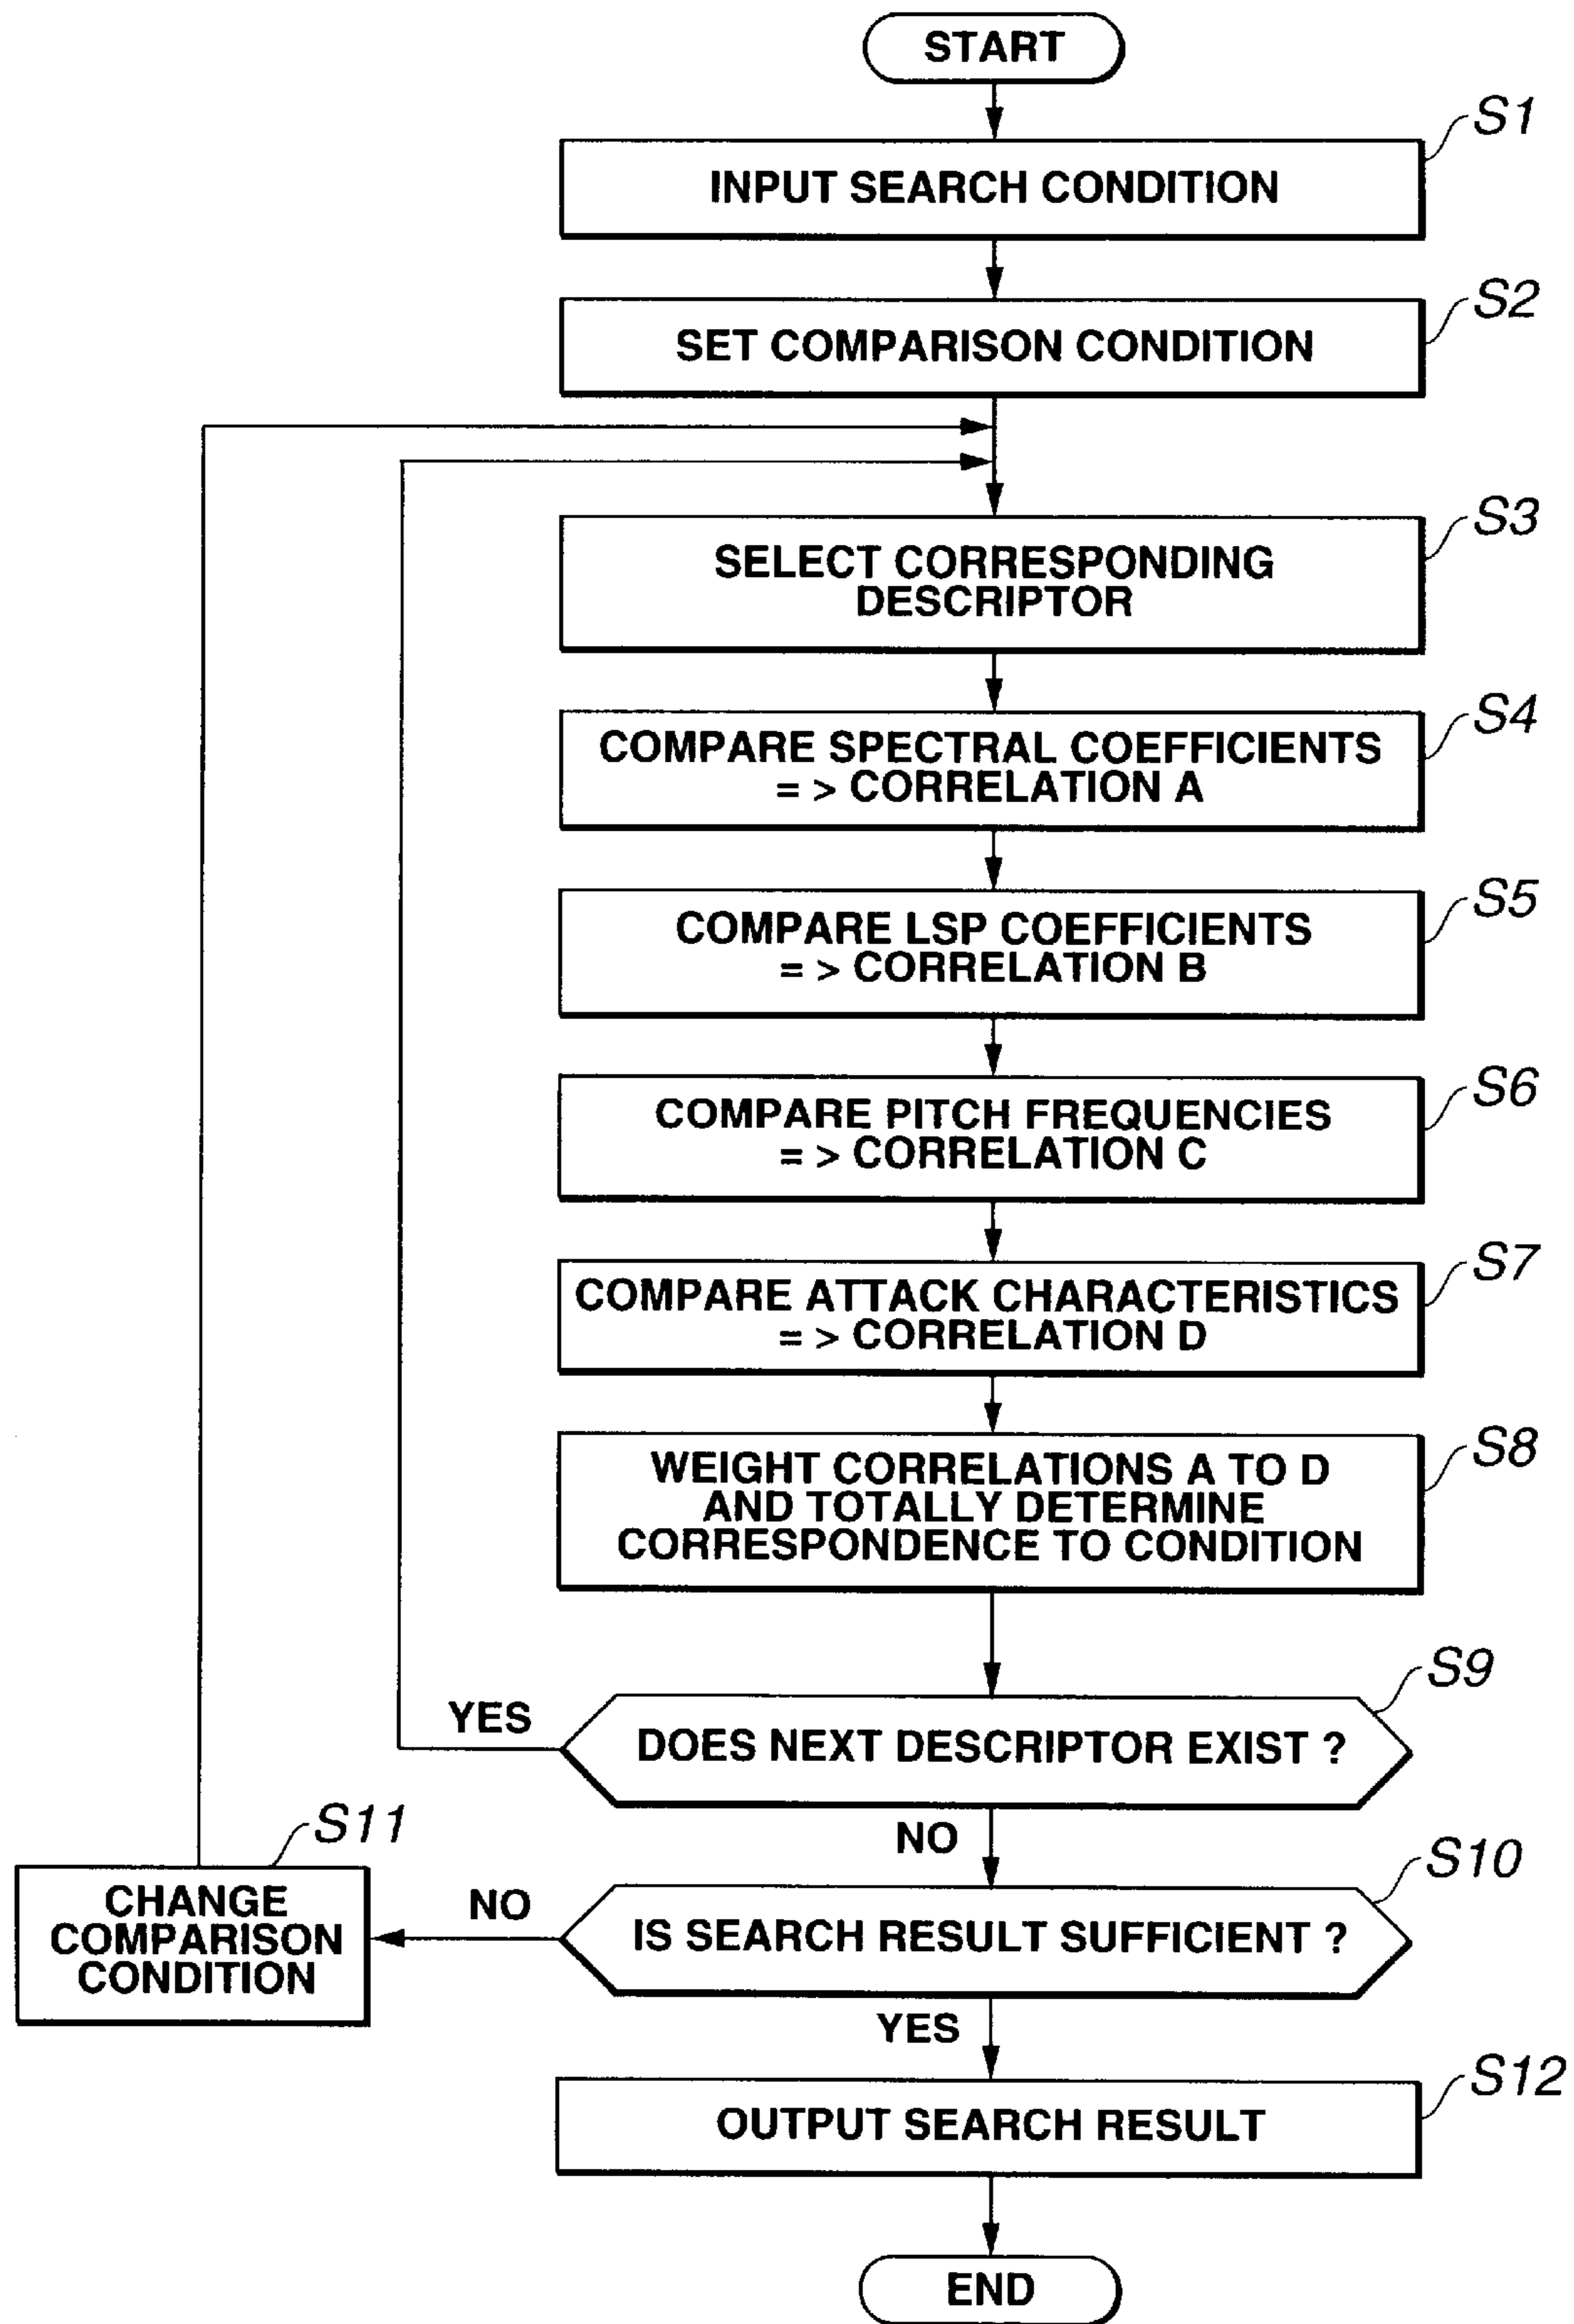 START
S1
INPUT SEARCH CONDITION
S2
SET COMPARISON CONDITION
S3
SELECT CORRESPONDING
DESCRIPTOR
S4
COMPARE SPECTRAL COEFFICIENTS
= > CORRELATION A
S5
COMPARE LSP COEFFICIENTS
= > CORRELATION B
S6
COMPARE PITCH FREQUENCIES
= > CORRELATION C
S7
COMPARE ATTACK CHARACTERISTICS
= > CORRELATION D
S8
WEIGHT CORRELATIONS A TO D
AND TOTALLY DETERMINE
CORRESPONDENCE TO CONDITION
S9
YES
DOES NEXT DESCRIPTOR EXIST ?
NO
S11
CHANGE
COMPARISON
CONDITION
NO
S10
IS SEARCH RESULT SUFFICIENT ?
YES
S12
OUTPUT SEARCH RESULT
END